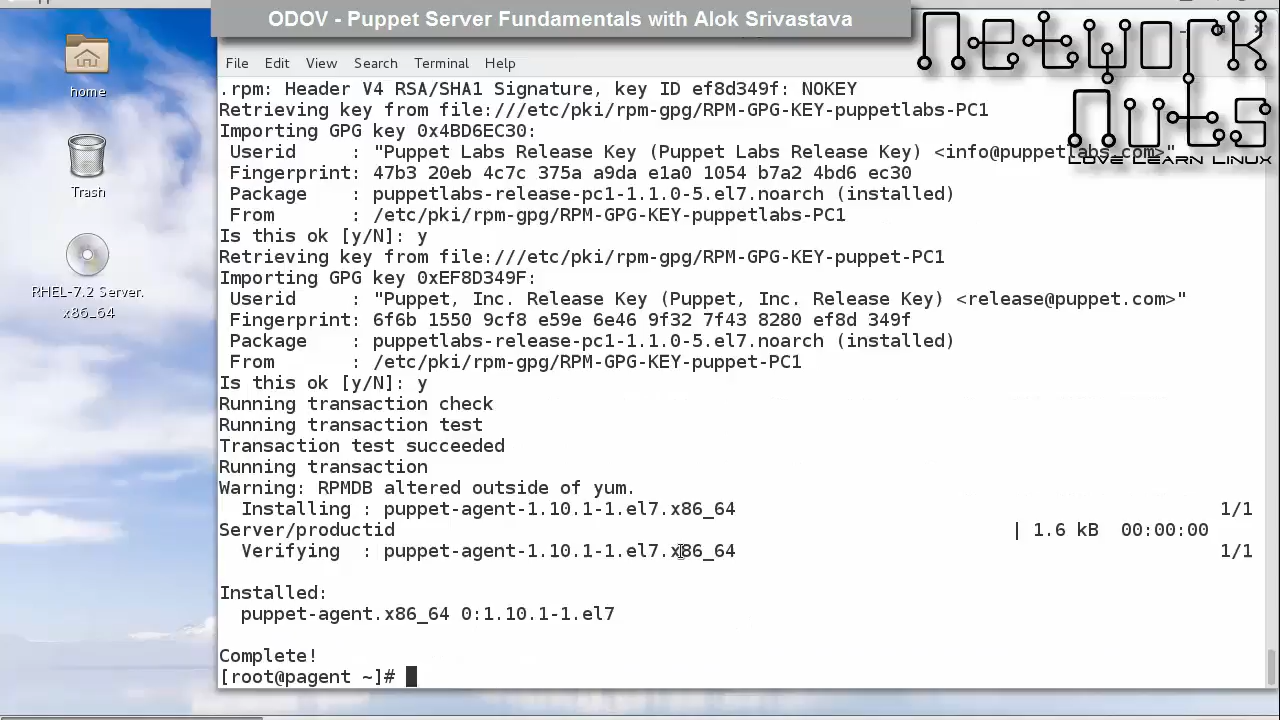 ODOV - Puppet Server Fundamentals with Alok Srivastava
Network
Nuts
LOVE LEARN LINUX
home
Trash
RHEL-7.2 Server.
x86_64
File Edit View Search Terminal Help
.rpm: Header V4 RSA/SHA1 Signature, key ID ef8d349f: NOKEY
Retrieving key from file:///etc/pki/rpm-gpg/RPM-GPG-KEY-puppetlabs-PC1
Importing GPG key 0x4BD6EC30:
 Userid     : "Puppet Labs Release Key (Puppet Labs Release Key) <info@puppetlabs.com>"
 Fingerprint: 47b3 20eb 4c7c 375a a9da e1a0 1054 b7a2 4bd6 ec30
 Package    : puppetlabs-release-pc1-1.1.0-5.el7.noarch (installed)
 From       : /etc/pki/rpm-gpg/RPM-GPG-KEY-puppetlabs-PC1
Is this ok [y/N]: y
Retrieving key from file:///etc/pki/rpm-gpg/RPM-GPG-KEY-puppet-PC1
Importing GPG key 0xEF8D349F:
 Userid     : "Puppet, Inc. Release Key (Puppet, Inc. Release Key) <release@puppet.com>"
 Fingerprint: 6f6b 1550 9cf8 e59e 6e46 9f32 7f43 8280 ef8d 349f
 Package    : puppetlabs-release-pc1-1.1.0-5.el7.noarch (installed)
 From       : /etc/pki/rpm-gpg/RPM-GPG-KEY-puppet-PC1
Is this ok [y/N]: y
Running transaction check
Running transaction test
Transaction test succeeded
Running transaction
Warning: RPMDB altered outside of yum.
  Installing : puppet-agent-1.10.1-1.el7.x86_64 1/1
Server/productid | 1.6 kB  00:00:00
  Verifying  : puppet-agent-1.10.1-1.el7.x86_64 1/1
Installed:
  puppet-agent.x86_64 0:1.10.1-1.el7
Complete!
[root@pagent ~]#